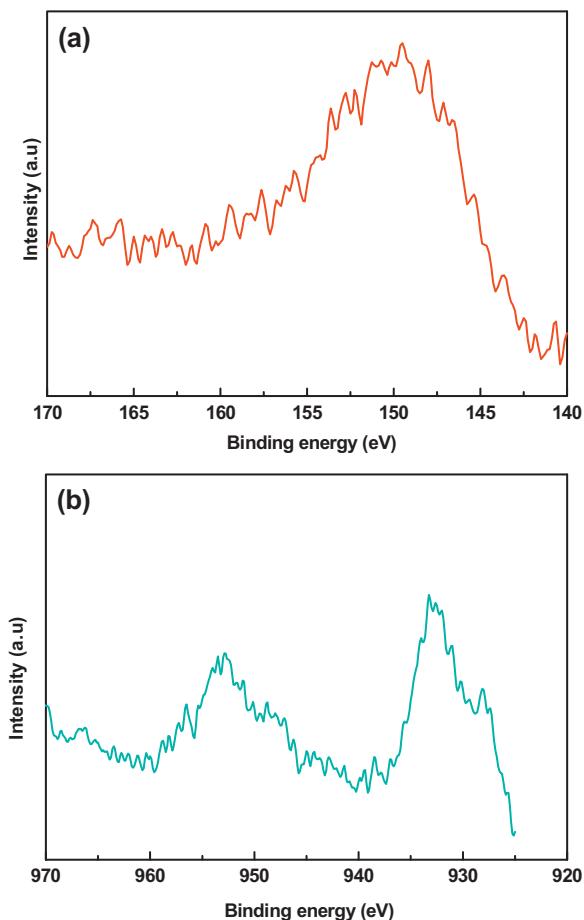 (a)
Intensity (a.u)
170 165 160 155 150 145 140
Binding energy (eV)
(b)
Intensity (a.u)
970 960 950 940 930 920
Binding energy (eV)